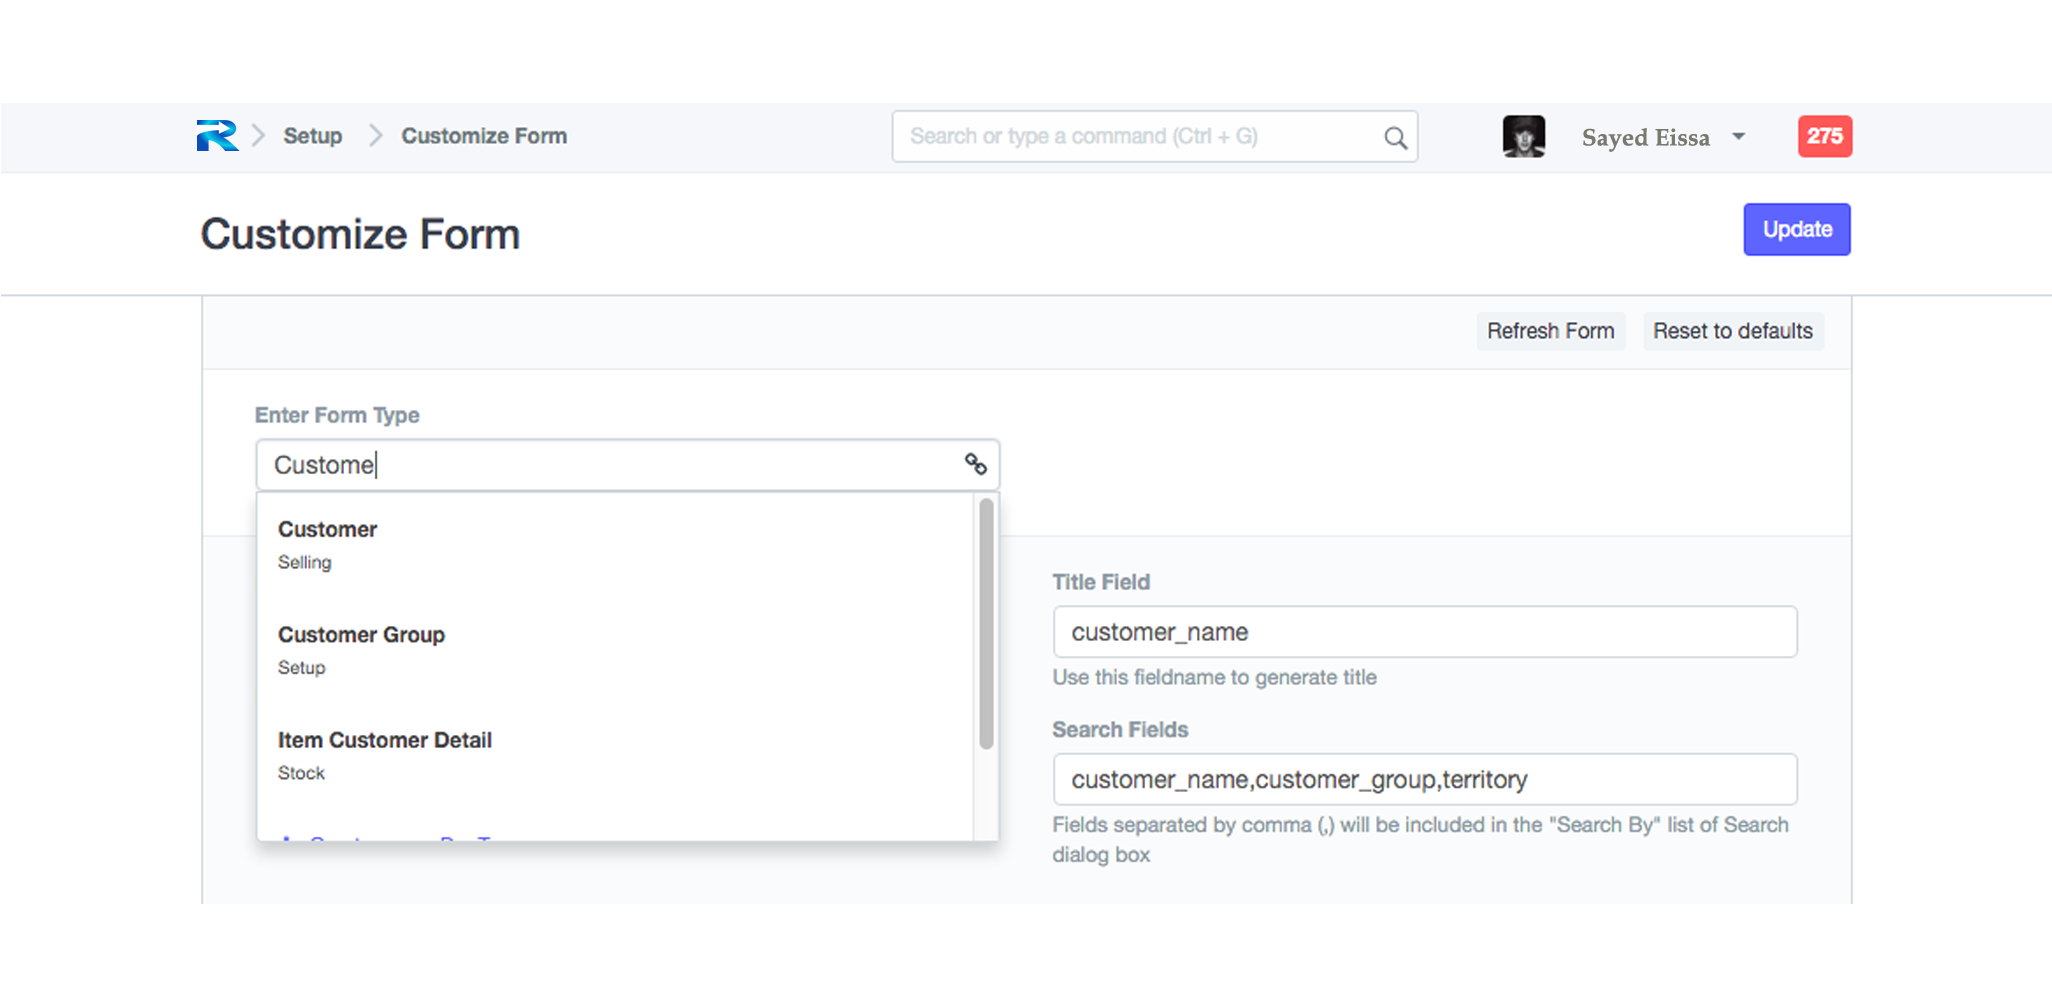 Setup
Customize Form
Search or type a command (Ctrl + G)
Sayed Eissa
275
Customize Form
Update
Refresh Form
Reset to defaults
Enter Form Type
Custome
Customer
Selling
Customer Group
Setup
Item Customer Detail
Stock
Title Field
customer_name
Use this fieldname to generate title
Search Fields
customer_name,customer_group,territory
Fields separated by comma (,) will be included in the "Search By" list of Search
dialog box